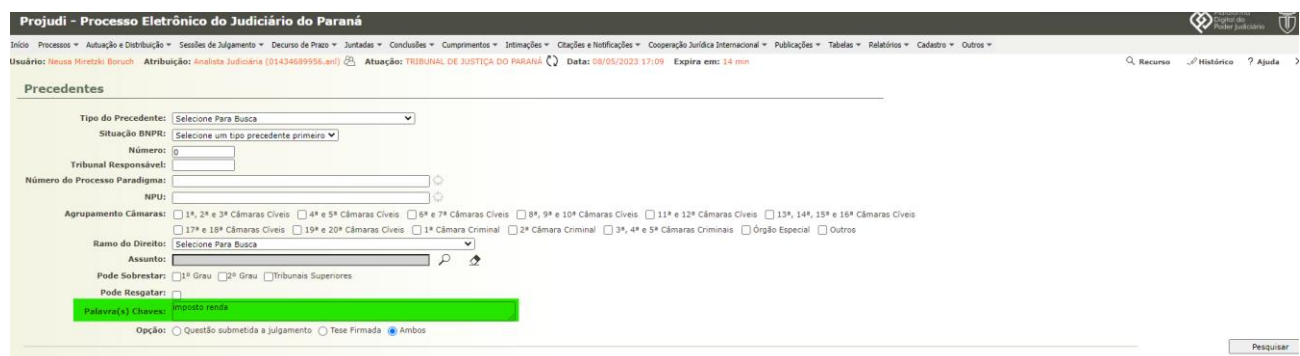 Projudi - Processo Eletrônico do Judiciário do Paraná
Plataforma
Digital do
Poder Judiciário
Início Processos Autuação e Distribuição Sessões de Julgamento Decurso de Prazo Juntadas Conclusões Cumprimentos Intimações Citações e Notificações Cooperação Jurídica Internacional Publicações Tabelas Relatórios Cadastro Outros
Usuário: Neusa Miretzki Boruch Atribuição: Analista Judiciária (01434689956.anl) Atuação: TRIBUNAL DE JUSTIÇA DO PARANÁ Data: 08/05/2023 17:09 Expira em: 14 min Recurso Histórico ? Ajuda
Precedentes
Tipo do Precedente: Selecione Para Busca
Situação BNPR: Selecione um tipo precedente primeiro
Número: 0
Tribunal Responsável:
Número do Processo Paradigma:
NPU:
Agrupamento Câmaras: 1ª, 2ª e 3ª Câmaras Cíveis 4ª e 5ª Câmaras Cíveis 6ª e 7ª Câmaras Cíveis 8ª, 9ª e 10ª Câmaras Cíveis 11ª e 12ª Câmaras Cíveis 13ª, 14ª, 15ª e 16ª Câmaras Cíveis
17ª e 18ª Câmaras Cíveis 19ª e 20ª Câmaras Cíveis 1ª Câmara Criminal 2ª Câmara Criminal 3ª, 4ª e 5ª Câmaras Criminais Órgão Especial Outros
Ramo do Direito: Selecione Para Busca
Assunto:
Pode Sobrestar: 1º Grau 2º Grau Tribunais Superiores
Pode Resgatar:
Palavra(s) Chaves: imposto renda
Opção: Questão submetida a julgamento Tese Firmada Ambos
Pesquisar